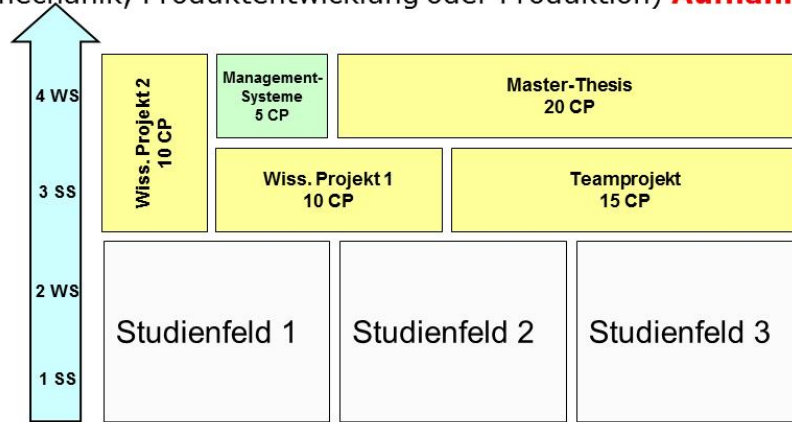 Produktentwicklung oder Produktion)
4 WS
Wiss. Projekt 2
10 CP
Management-
Systeme
5 CP
Master-Thesis
20 CP
3 SS
Wiss. Projekt 1
10 CP
Teamprojekt
15 CP
2 WS
Studienfeld 1
Studienfeld 2
Studienfeld 3
1 SS